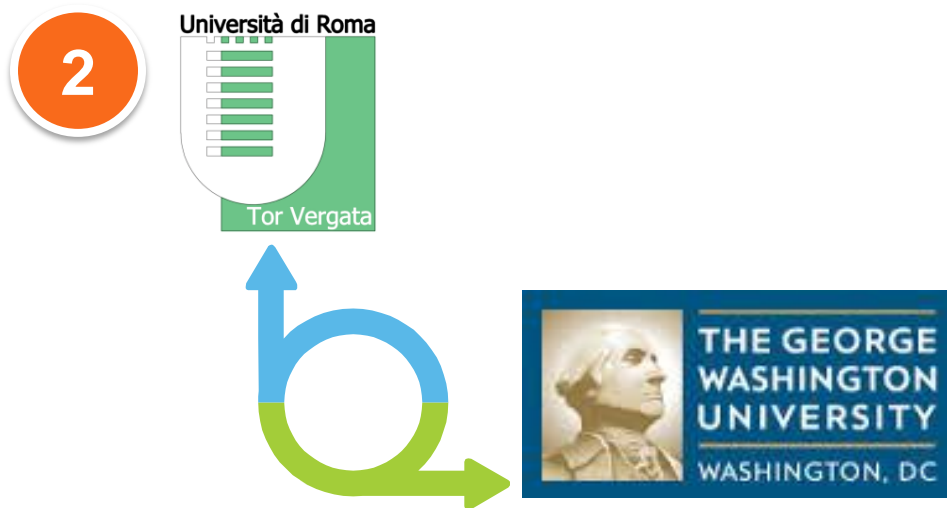 2
Università di Roma
Tor Vergata
THE GEORGE
WASHINGTON
UNIVERSITY
WASHINGTON, DC